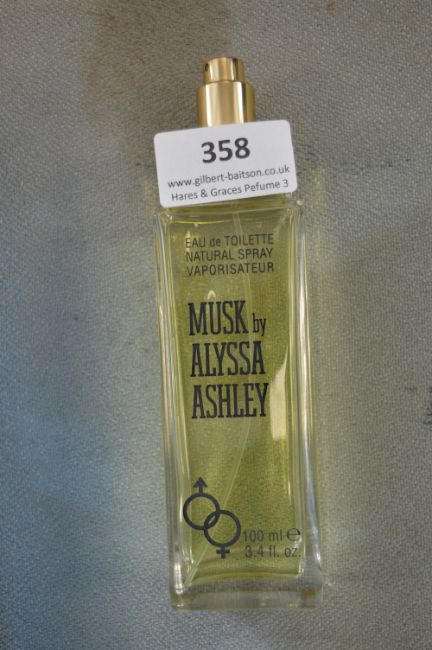 358
www.gilbert-baitson.co.uk
Hares & Graces Pefume 3
EAU de TOILETTE
NATURAL SPRAY
VAPORISATEUR
MUSK by
ALYSSA
ASHLEY
100 ml ℮
3.4 fl. oz.